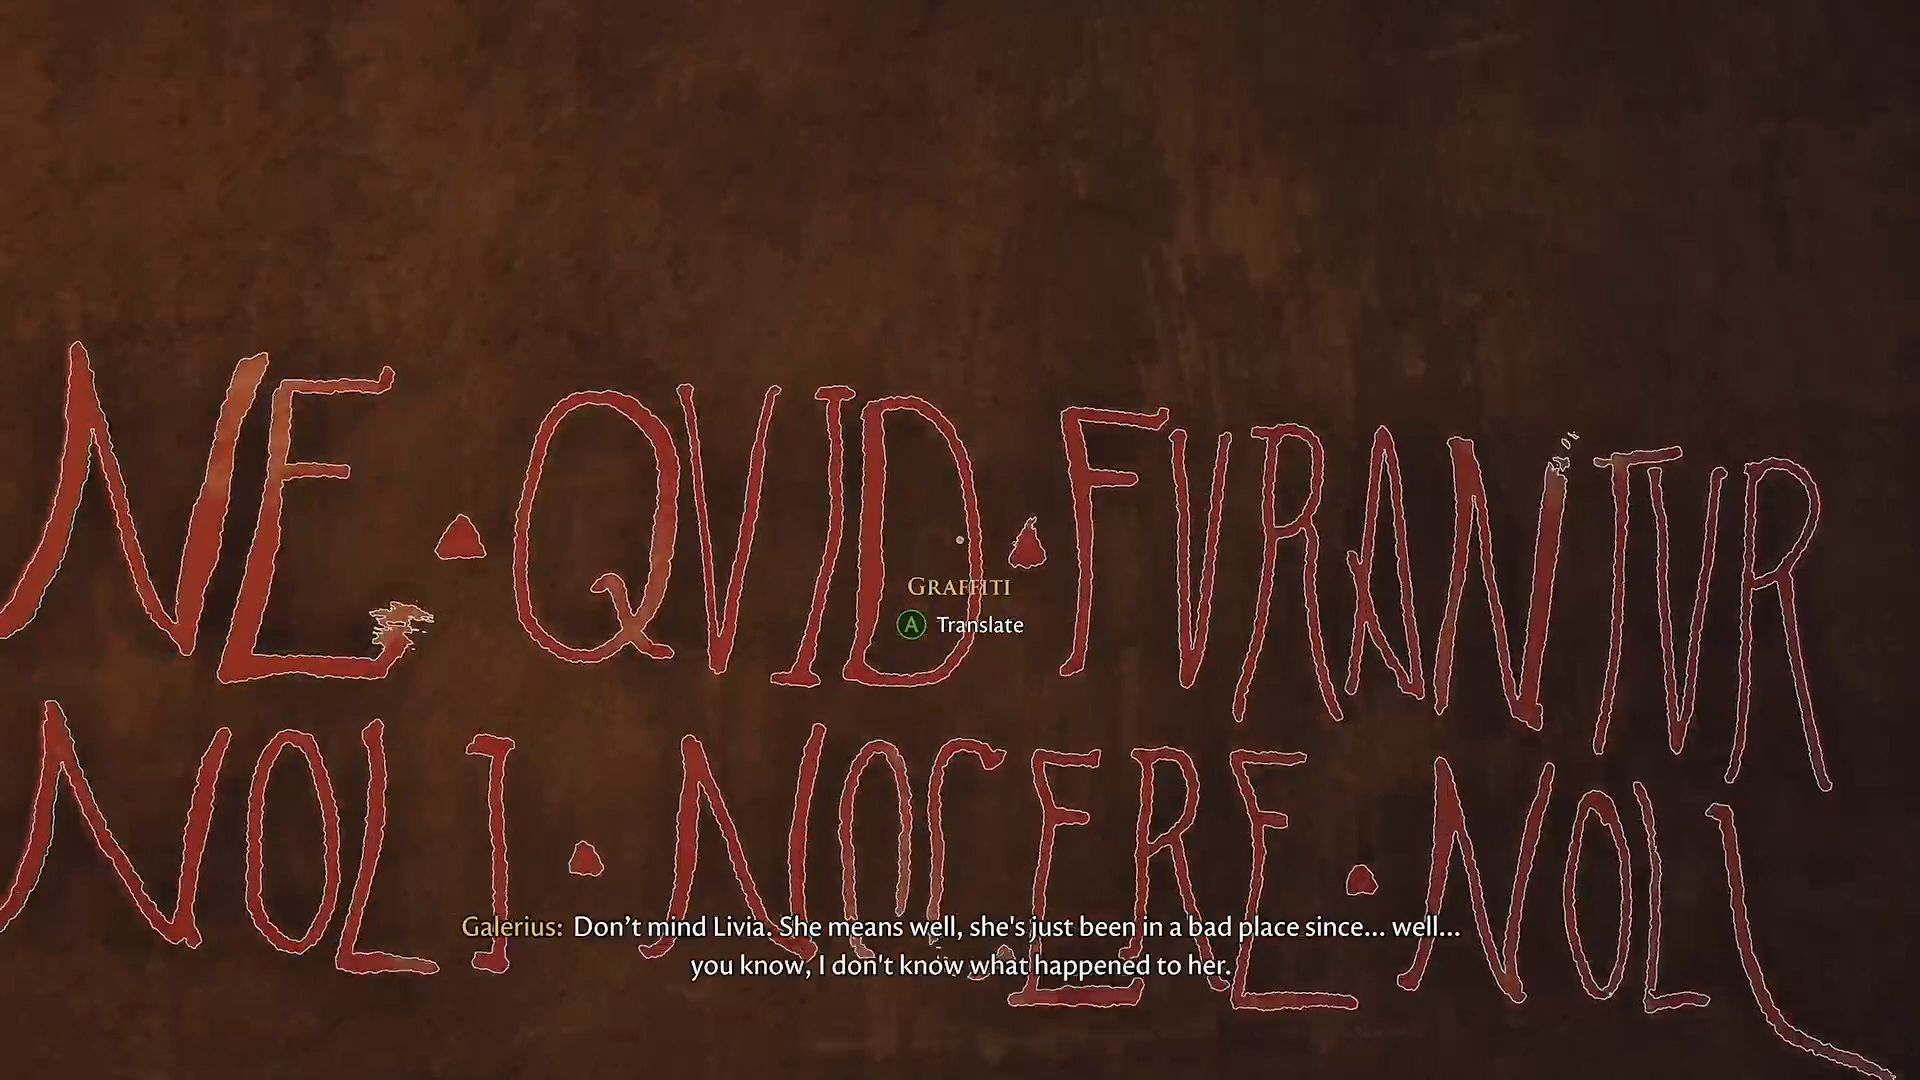 NE · QVID · FVRANTVR
NOLI · NOCERE · NOLI
GRAFFITI
A Translate
Galerius: Don't mind Livia. She means well, she's just been in a bad place since... well...
you know, I don't know what happened to her.